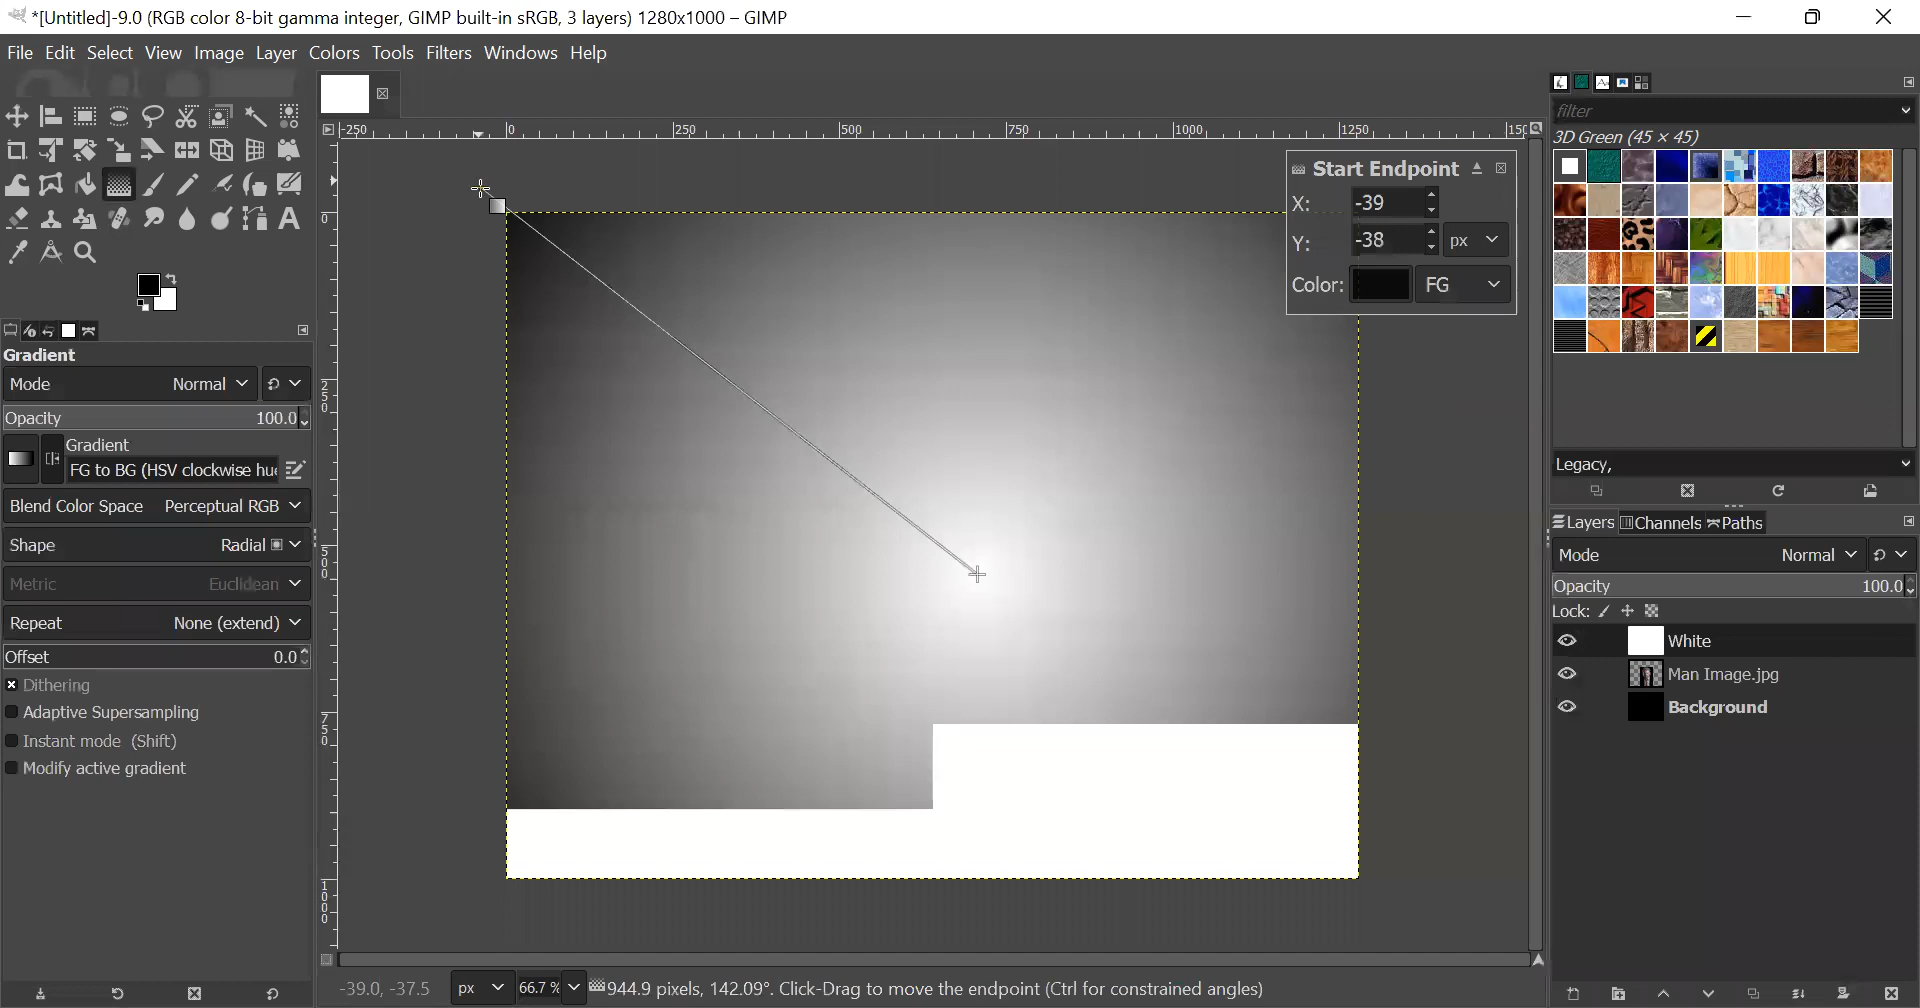 *[Untitled]-9.0 (RGB color 8-bit gamma integer, GIMP built-in sRGB, 3 layers) 1280x1000 – GIMP
File Edit Select View Image Layer Colors Tools Filters Windows Help
-250 0 250 500 750 1000 1250
0
250
500
750
1000
Start Endpoint
X: -39
Y: -38 px
Color: FG
Gradient
Mode Normal
Opacity 100.0
Gradient
FG to BG (HSV clockwise hu
Blend Color Space Perceptual RGB
Shape Radial
Metric Euclidean
Repeat None (extend)
Offset 0.0
Dithering
Adaptive Supersampling
Instant mode (Shift)
Modify active gradient
-39.0, -37.5 px 66.7 % 944.9 pixels, 142.09°. Click-Drag to move the endpoint (Ctrl for constrained angles)
filter
3D Green (45 × 45)
Legacy,
Layers Channels Paths
Mode Normal
Opacity 100.0
Lock:
White
Man Image.jpg
Background